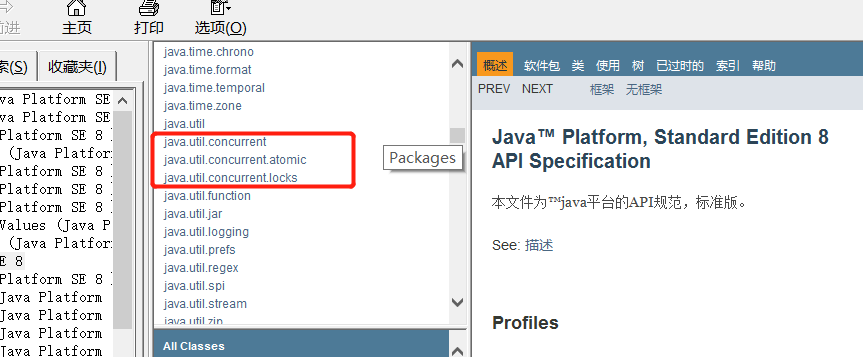 前进 主页 打印 选项(O)
索(S) 收藏夹(I)
ava Platform SE
ava Platform SE
Platform SE 8
(Java Platform
Platform SE 8
Platform SE 8
Platform SE 8
Values (Java P
(Java Platform
E 8
Platform SE 8
Java Platform
Java Platform
Java Platform
Java Platform
java.time.chrono
java.time.format
java.time.temporal
java.time.zone
java.util
java.util.concurrent
java.util.concurrent.atomic
java.util.concurrent.locks
java.util.function
java.util.jar
java.util.logging
java.util.prefs
java.util.regex
java.util.spi
java.util.stream
java.util.zip
Packages
All Classes
概述 软件包 类 使用 树 已过时的 索引 帮助
PREV NEXT 框架 无框架
Java™ Platform, Standard Edition 8
API Specification
本文件为™java平台的API规范，标准版。
See: 描述
Profiles